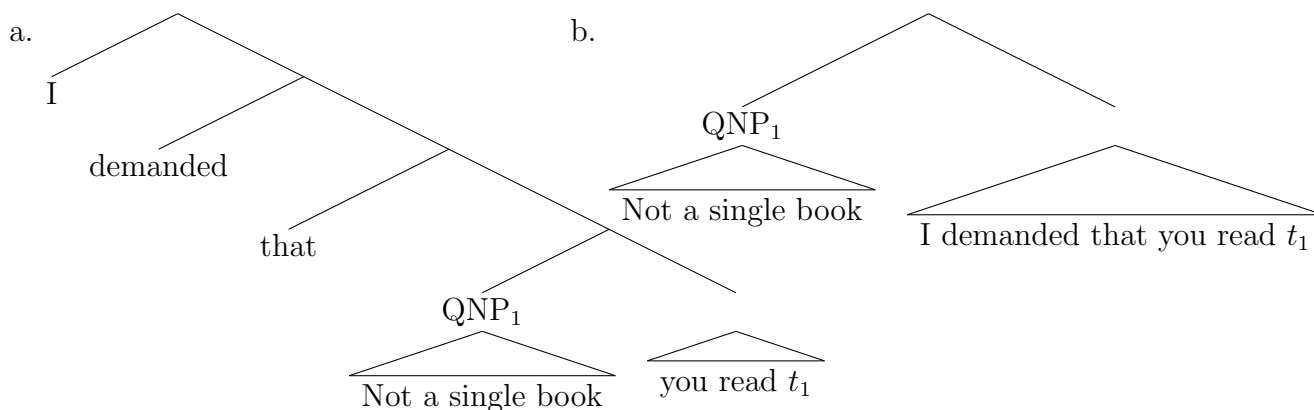 a.
I
demanded
that
QNP₁
Not a single book
you read t₁
b.
QNP₁
Not a single book
I demanded that you read t₁